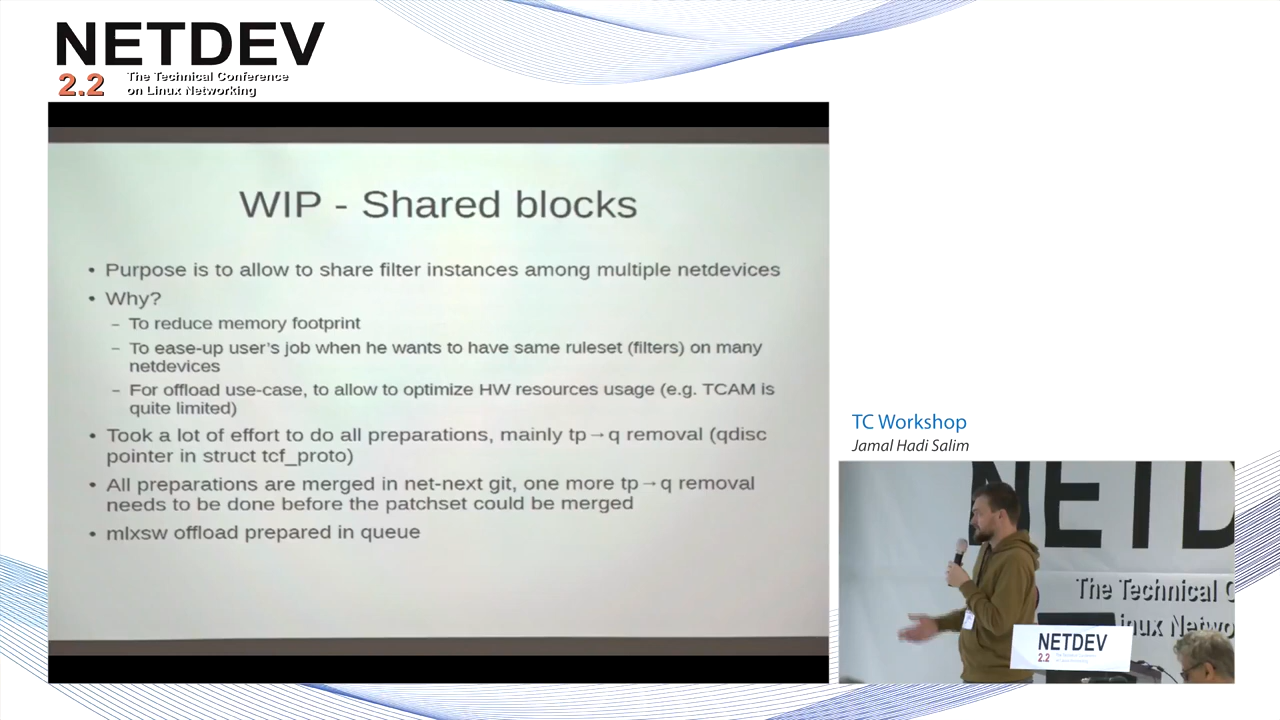 NETDEV
2.2 The Technical Conference
on Linux Networking
WIP - Shared blocks
• Purpose is to allow to share filter instances among multiple netdevices
• Why?
– To reduce memory footprint
– To ease-up user's job when he wants to have same ruleset (filters) on many
netdevices
– For offload use-case, to allow to optimize HW resources usage (e.g. TCAM is
quite limited)
• Took a lot of effort to do all preparations, mainly tp→q removal (qdisc
pointer in struct tcf_proto)
• All preparations are merged in net-next git, one more tp→q removal
needs to be done before the patchset could be merged
• mlxsw offload prepared in queue
TC Workshop
Jamal Hadi Salim
NETD
The Technical C
inux Netwo
NETDEV
2.2